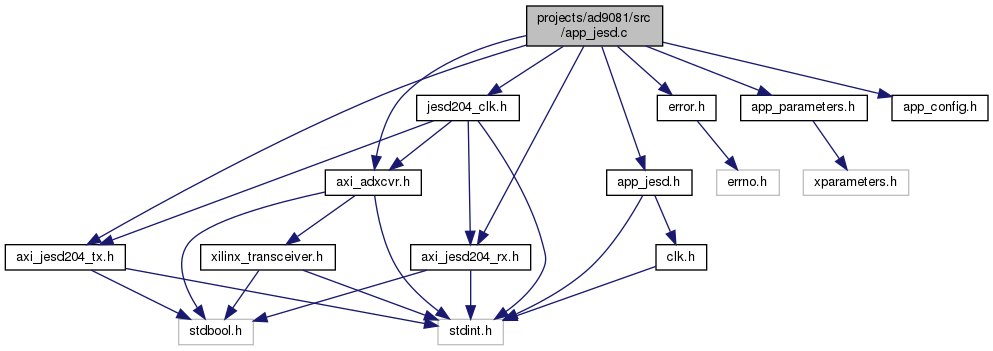 projects/ad9081/src
/app_jesd.c
jesd204_clk.h
error.h
app_parameters.h
app_config.h
axi_adxcvr.h
app_jesd.h
errno.h
xparameters.h
axi_jesd204_tx.h
xilinx_transceiver.h
axi_jesd204_rx.h
clk.h
stdbool.h
stdint.h